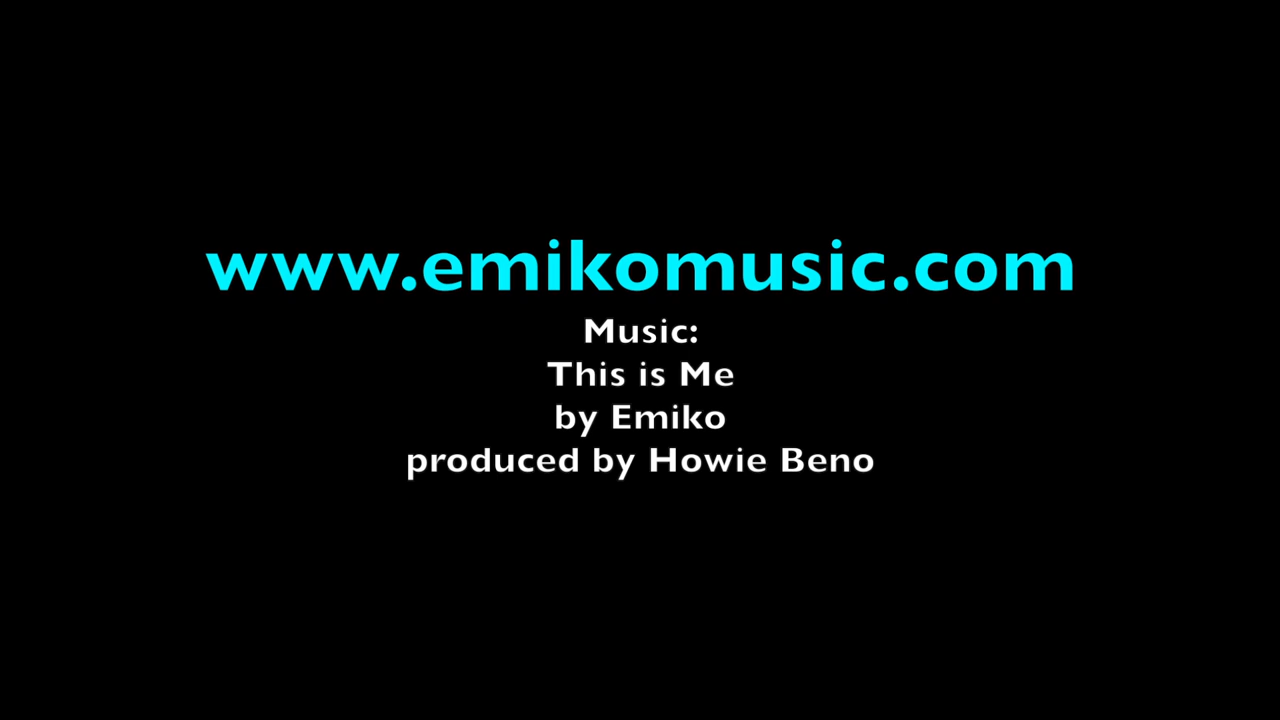 www.emikomusic.com
Music:
This is Me
by Emiko
produced by Howie Beno